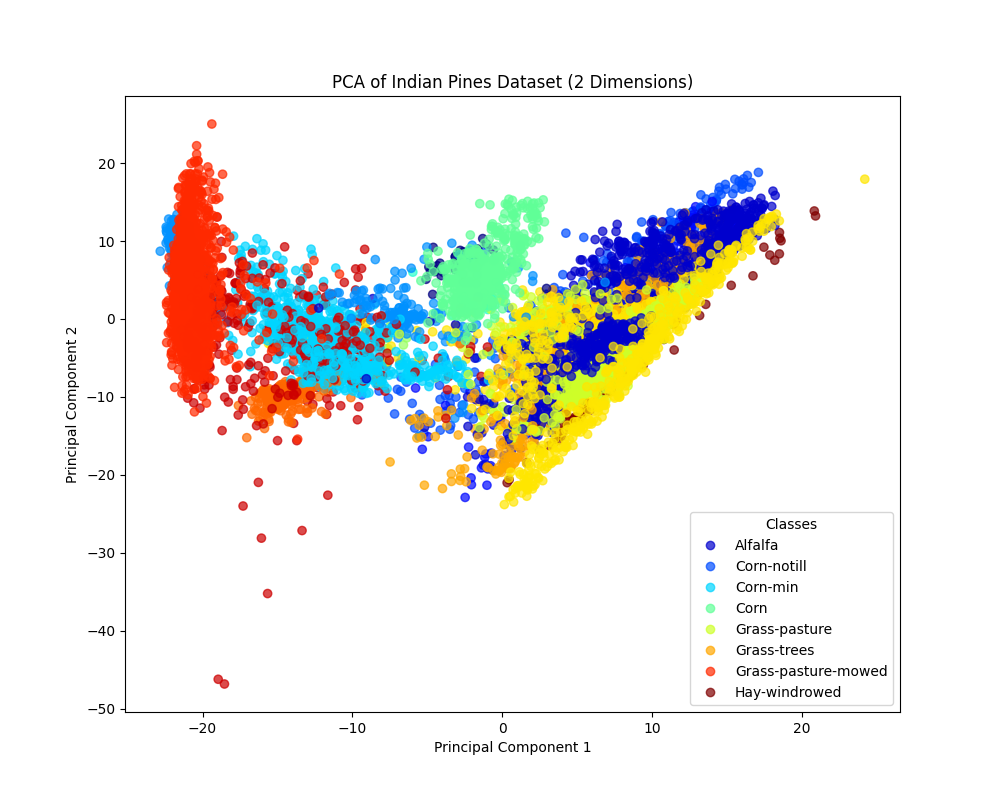 PCA of Indian Pines Dataset (2 Dimensions)
Principal Component 2
20
10
0
−10
−20
−30
−40
−50
−20
−10
0
10
20
Principal Component 1
Classes
Alfalfa
Corn-notill
Corn-min
Corn
Grass-pasture
Grass-trees
Grass-pasture-mowed
Hay-windrowed